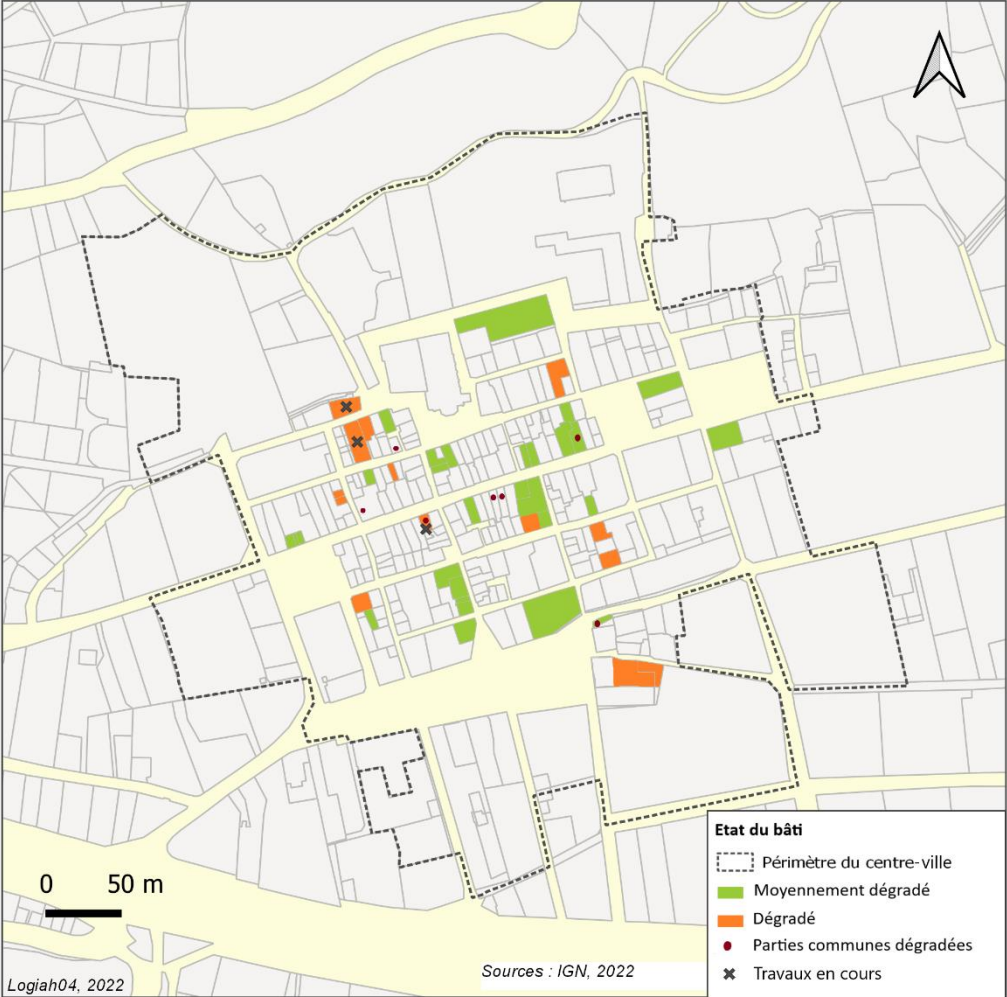 Etat du bâti
Périmètre du centre-ville
Moyennement dégradé
Dégradé
Parties communes dégradées
Travaux en cours
0 50 m
Sources : IGN, 2022
Logiah04, 2022